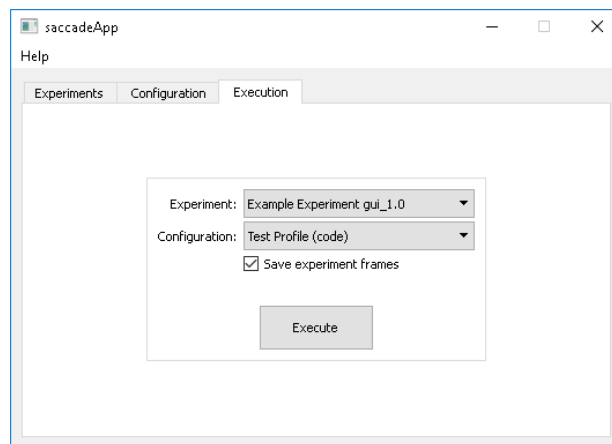 saccadeApp
Help
Experiments Configuration Execution
Experiment: Example Experiment gui_1.0
Configuration: Test Profile (code)
Save experiment frames
Execute